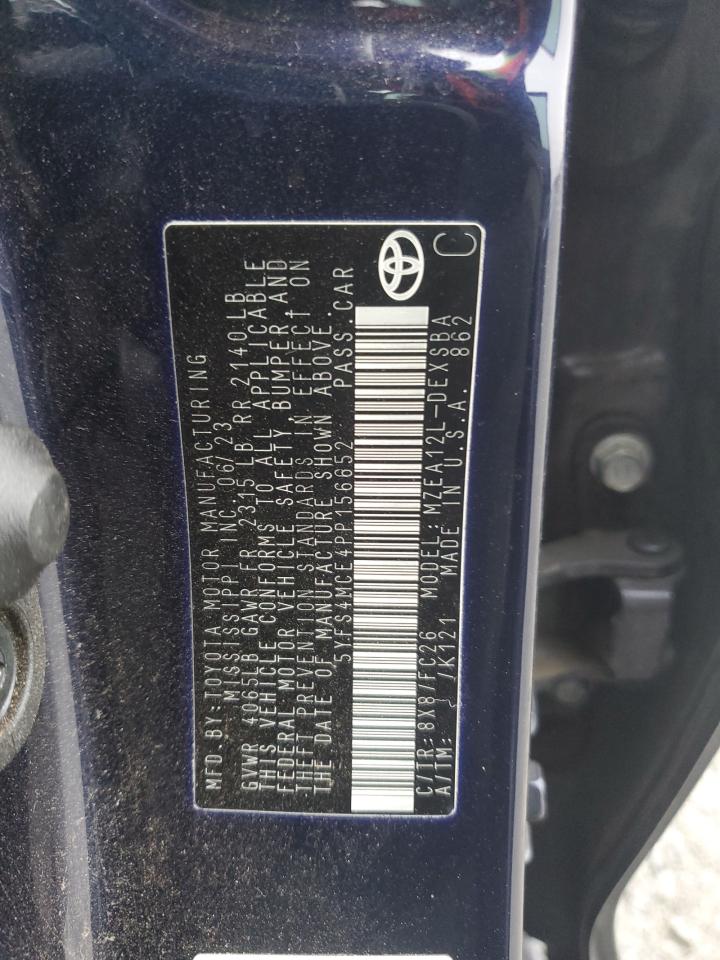 MFD.BY:TOYOTA MOTOR MANUFACTURING
MISSISSIPPI INC. 06/23
GVWR 4065LB GAWR FR 2315 LB RR 2140 LB
THIS VEHICLE CONFORMS TO ALL APPLICABLE
FEDERAL MOTOR VEHICLE SAFETY, BUMPER, AND
THEFT PREVENTION STANDARDS IN EFFECT ON
THE DATE OF MANUFACTURE SHOWN ABOVE.
5YFS4MCE4PP156652 PASS.CAR
C/TR:8X8/FC26 MODEL:MZEA12L-DEXSBA
A/TM: /K121 MADE IN U.S.A. 862 C